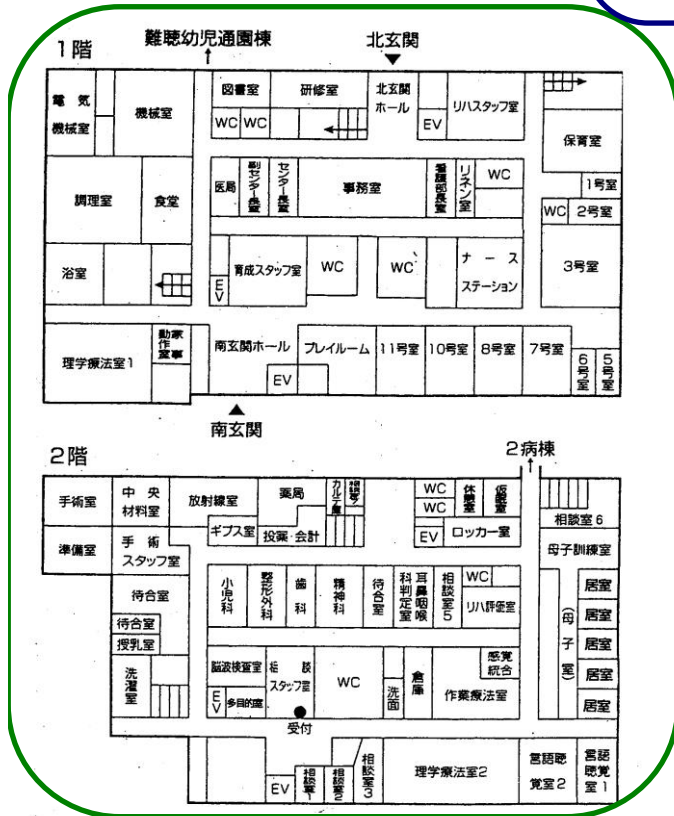 難聴幼児通園棟
北玄関
1階
電気
機械室
機械室
図書室
研修室
北玄関
ホール
リハスタッフ室
WC
WC
EV
保育室
調理室
食堂
医局
副センター長室
センター長室
事務室
看護部長室
リネン室
WC
1号室
WC
2号室
浴室
EV
育成スタッフ室
WC
WC
ナース
ステーション
3号室
理学療法室1
家事
動作室
南玄関ホール
EV
プレイルーム
11号室
10号室
8号室
7号室
6号室
5号室
南玄関
2階
2病棟
手術室
中央
材料室
放射線室
薬局
WC
休憩室
仮眠室
WC
ギプス室
投薬・会計
EV
ロッカー室
相談室6
準備室
手術
スタッフ室
母子訓練室
待合室
小児科
整形外科
歯科
精神科
待合室
耳鼻咽喉
科判定室
相談室5
WC
リハ評価室
居室
待合室
授乳室
(母子室)
居室
居室
洗濯室
脳波検査室
相談
スタッフ室
WC
倉庫
感覚
統合
居室
EV
多目的室
洗面
作業療法室
居室
受付
EV
相談室1
相談室2
相談室3
理学療法室2
言語聴
覚室2
言語
聴覚
室1